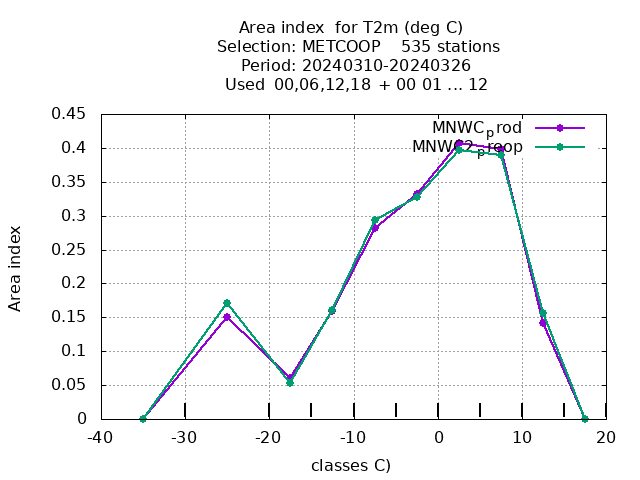 Area index  for T2m (deg C)
Selection: METCOOP    535 stations
Period: 20240310-20240326
Used  00,06,12,18 + 00 01 ... 12
MNWCprod
MNWC2preop
0.45
0.4
0.35
0.3
0.25
0.2
0.15
0.1
0.05
0
Area index
-40 -30 -20 -10 0 10 20
classes C)